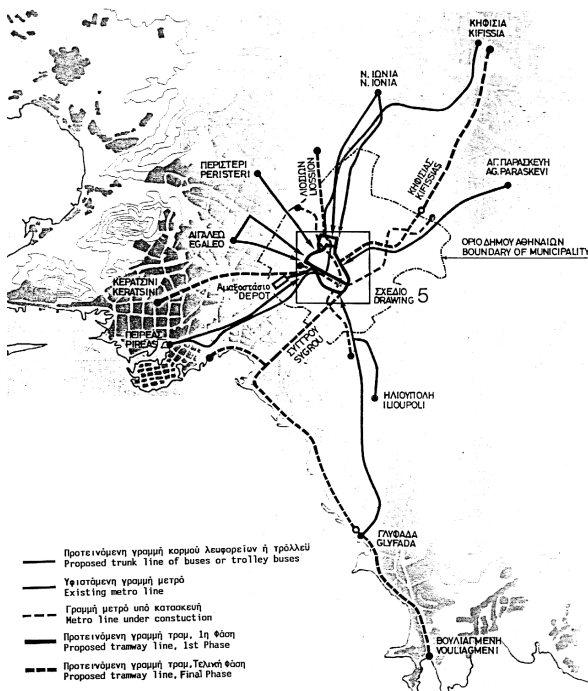 ΚΗΦΙΣΙΑ
KIFISSIA
Ν. ΙΩΝΙΑ
N. IONIA
ΠΕΡΙΣΤΕΡΙ
PERISTERI
ΛΙΟΣΙΩΝ
LIOSSION
ΚΗΦΙΣΙΑΣ
KIFISSIAS
ΑΓ. ΠΑΡΑΣΚΕΥΗ
AG. PARASKEVI
ΑΙΓΑΛΕΩ
EGALEO
ΟΡΙΟ ΔΗΜΟΥ ΑΘΗΝΑΙΩΝ
BOUNDARY OF MUNICIPALITY
ΚΕΡΑΤΣΙΝΙ
KERATSINI
Αμαξοστάσιο
DEPOT
ΣΧΕΔΙΟ
DRAWING 5
ΠΕΙΡΕΑΣ
PIREAS
ΣΥΓΓΡΟΥ
SYGROU
ΗΛΙΟΥΠΟΛΗ
ILIOUPOLI
ΓΛΥΦΑΔΑ
GLYFADA
ΒΟΥΛΙΑΓΜΕΝΗ
VOULIAGMENI
Προτεινόμενη γραμμή κορμού λεωφορείων ή τρόλλεϋ
Proposed trunk line of buses or trolley buses
Υφιστάμενη γραμμή μετρό
Existing metro line
Γραμμή μετρό υπό κατασκευή
Metro line under constuction
Προτεινόμενη γραμμή τραμ, 1η Φάση
Proposed tramway line, 1st Phase
Προτεινόμενη γραμμή τραμ,Τελική Φάση
Proposed tramway line, Final Phase